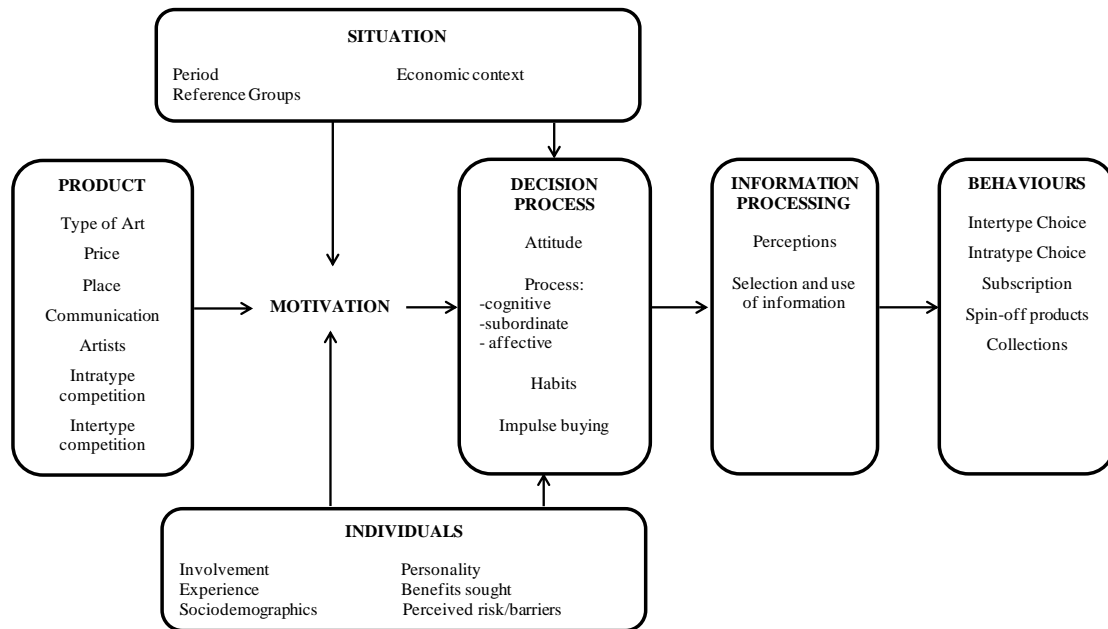 SITUATION
Period
Economic context
Reference Groups
PRODUCT
Type of Art
Price
Place
Communication
Artists
Intratype
competition
Intertype
competition
MOTIVATION
DECISION
PROCESS
Attitude
Process:
-cognitive
-subordinate
- affective
Habits
Impulse buying
INFORMATION
PROCESSING
Perceptions
Selection and use
of information
BEHAVIOURS
Intertype Choice
Intratype Choice
Subscription
Spin-off products
Collections
INDIVIDUALS
Involvement
Personality
Experience
Benefits sought
Sociodemographics
Perceived risk/barriers